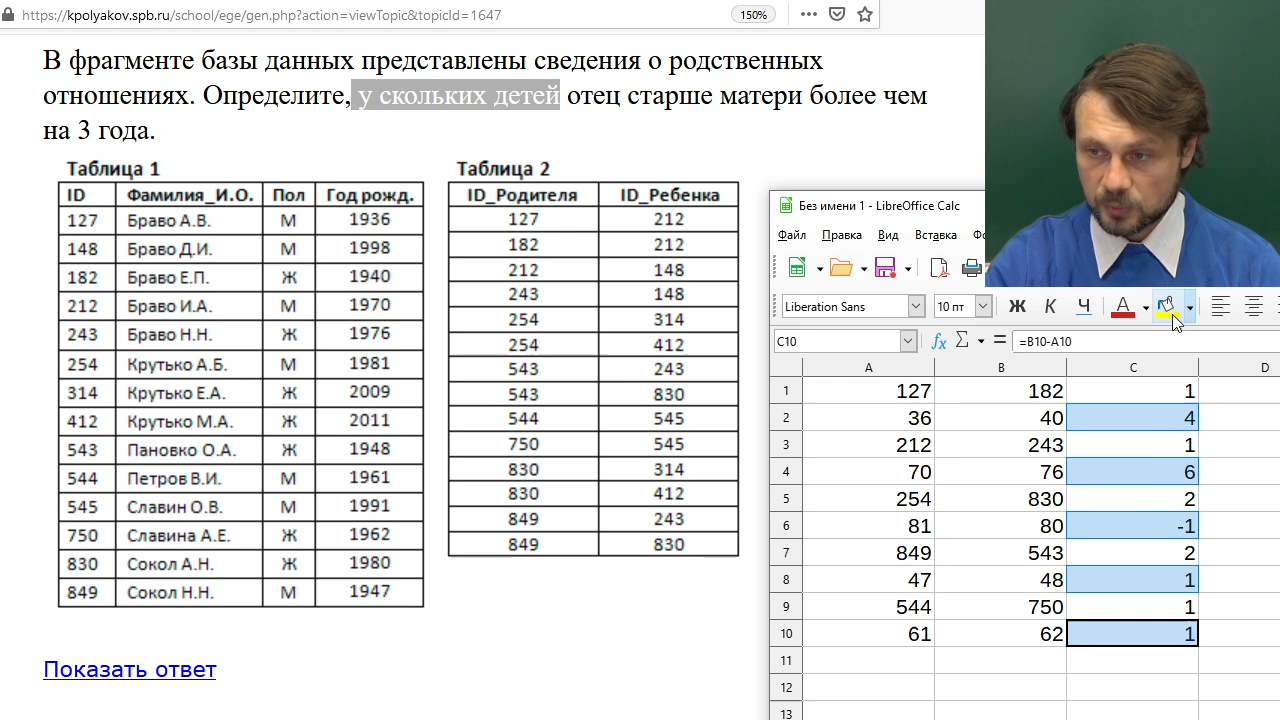 https://kpolyakov.spb.ru/school/ege/gen.php?action=viewTopic&topicId=1647
150%
В фрагменте базы данных представлены сведения о родственных
отношениях. Определите, у скольких детей отец старше матери более чем
на 3 года.
Таблица 1
ID Фамилия_И.О. Пол Год рожд.
127 Браво А.В. М 1936
148 Браво Д.И. М 1998
182 Браво Е.П. Ж 1940
212 Браво И.А. М 1970
243 Браво Н.Н. Ж 1976
254 Крутько А.Б. М 1981
314 Крутько Е.А. Ж 2009
412 Крутько М.А. Ж 2011
543 Пановко О.А. Ж 1948
544 Петров В.И. М 1961
545 Славин О.В. М 1991
750 Славина А.Е. Ж 1962
830 Сокол А.Н. Ж 1980
849 Сокол Н.Н. М 1947
Таблица 2
ID_Родителя ID_Ребенка
127 212
182 212
212 148
243 148
254 314
254 412
543 243
543 830
544 545
750 545
830 314
830 412
849 243
849 830
Показать ответ
Без имени 1 - LibreOffice Calc
Файл Правка Вид Вставка Фо
Liberation Sans 10 пт Ж К Ч А
C10 fx Σ = =B10-A10
A B C D
1 127 182 1
2 36 40 4
3 212 243 1
4 70 76 6
5 254 830 2
6 81 80 -1
7 849 543 2
8 47 48 1
9 544 750 1
10 61 62 1
11
12
13